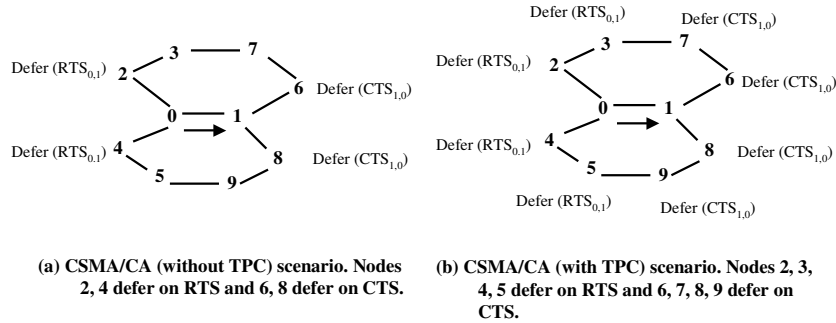 3 7
Defer (RTS0,1) 2
6 Defer (CTS1,0)
0 1
Defer (RTS0.1) 4
8 Defer (CTS1,0)
5 9
(a) CSMA/CA (without TPC) scenario. Nodes
2, 4 defer on RTS and 6, 8 defer on CTS.
Defer (RTS0,1) Defer (CTS1,0)
3 7
Defer (RTS0,1) 2
6 Defer (CTS1,0)
0 1
Defer (RTS0.1) 4
8 Defer (CTS1,0)
5 9
Defer (RTS0,1) Defer (CTS1,0)
(b) CSMA/CA (with TPC) scenario. Nodes 2, 3,
4, 5 defer on RTS and 6, 7, 8, 9 defer on
CTS.